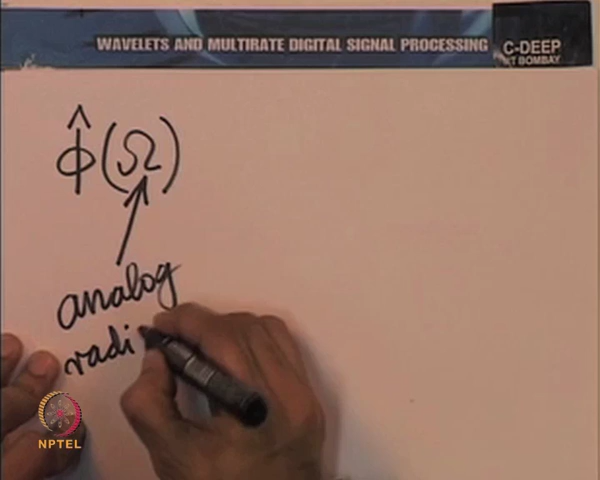 WAVELETS AND MULTIRATE DIGITAL SIGNAL PROCESSING
C-DEEP
IIT BOMBAY
Φ̂(Ω)
analog
radi
NPTEL